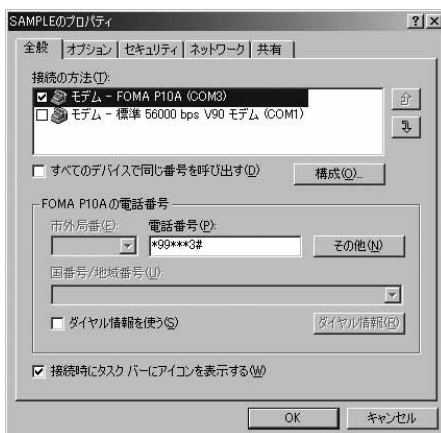 SAMPLEのプロパティ
全般 オプション セキュリティ ネットワーク 共有
接続の方法(T):
モデム - FOMA P10A (COM3)
モデム - 標準 56000 bps V90 モデム (COM1)
すべてのデバイスで同じ番号を呼び出す(D)
構成(O)...
FOMA P10Aの電話番号
市外局番(E): 電話番号(P):
*99***3#
その他(N)
国番号/地域番号(U):
ダイヤル情報を使う(S)
ダイヤル情報(R)
接続時にタスク バーにアイコンを表示する(W)
OK キャンセル